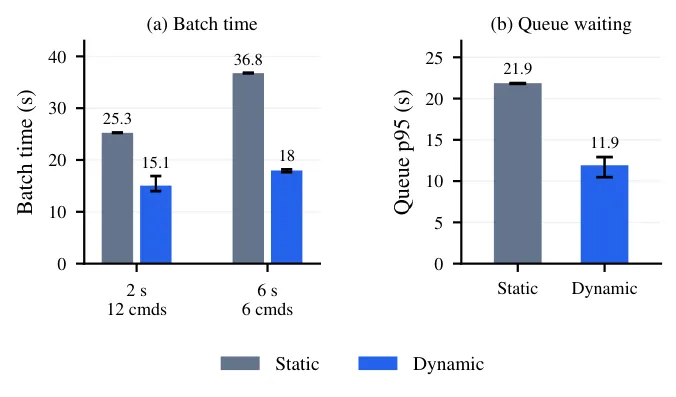 (a) Batch time
Batch time (s)
40
30
20
10
0
25.3
15.1
36.8
18
2 s
12 cmds
6 s
6 cmds
(b) Queue waiting
Queue p95 (s)
25
20
15
10
5
0
21.9
11.9
Static
Dynamic
Static
Dynamic